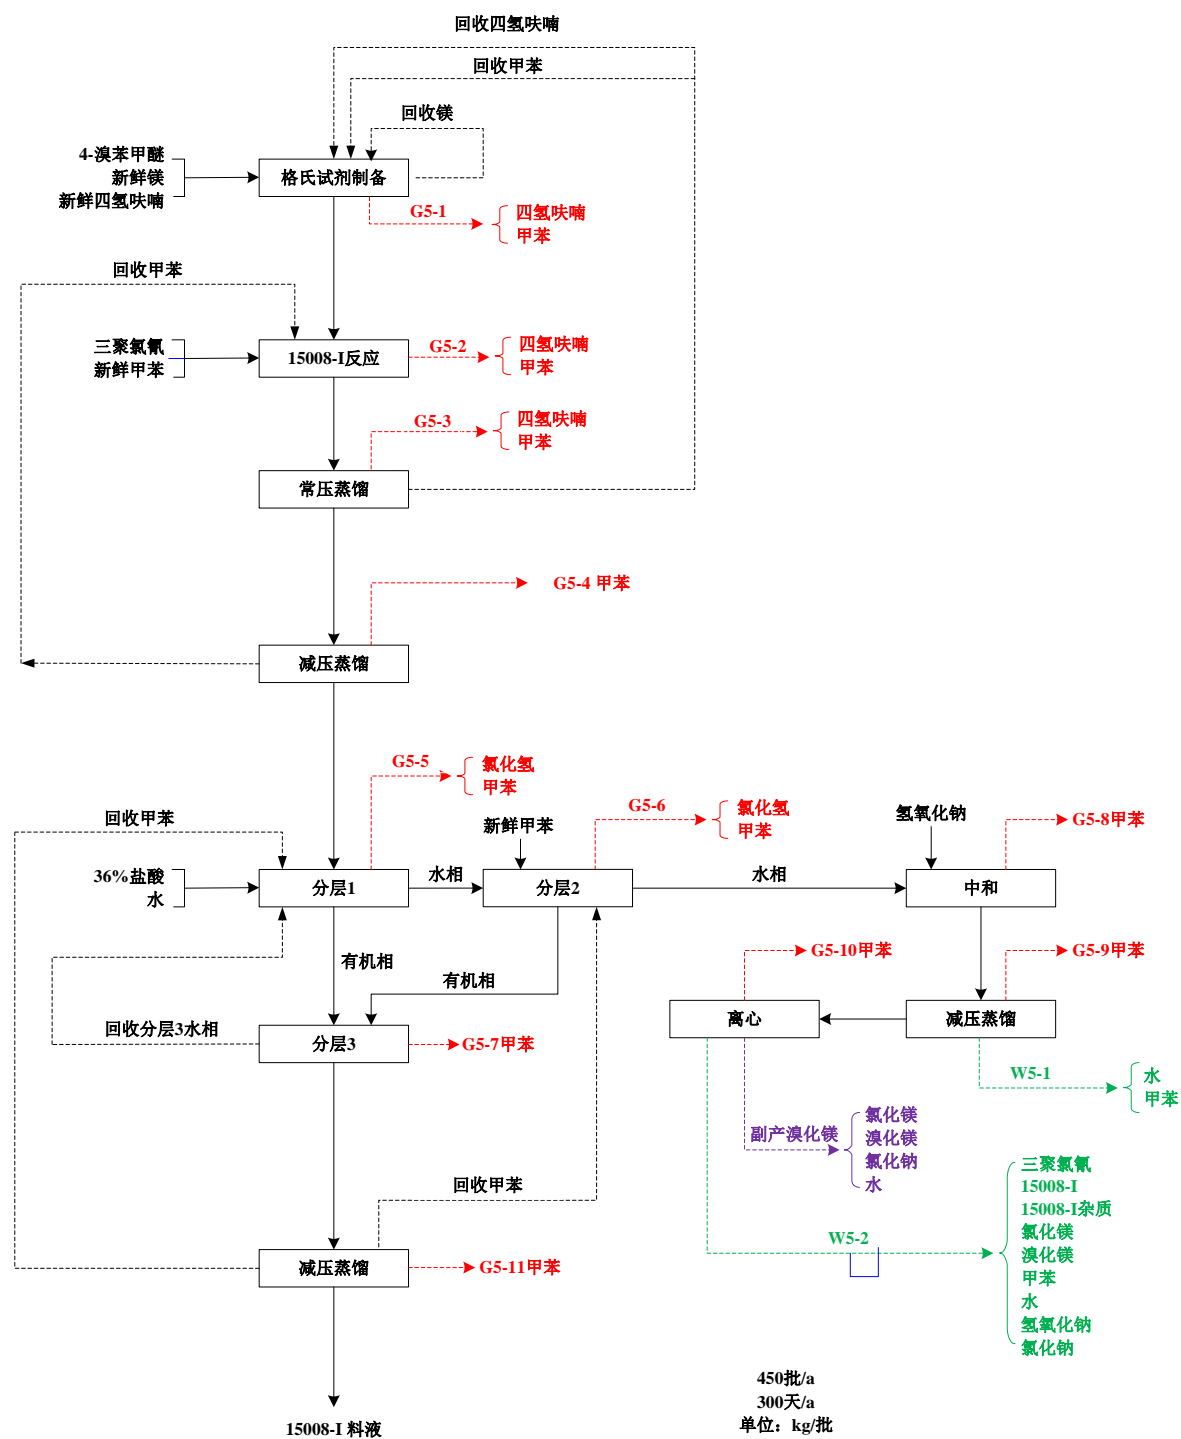 回收四氢呋喃
回收甲苯
回收镁
4-溴苯甲醚
新鲜镁
新鲜四氢呋喃
格氏试剂制备
G5-1
四氢呋喃
甲苯
回收甲苯
三聚氯氰
新鲜甲苯
15008-I反应
G5-2
四氢呋喃
甲苯
G5-3
四氢呋喃
甲苯
常压蒸馏
G5-4 甲苯
减压蒸馏
G5-5
氯化氢
甲苯
回收甲苯
新鲜甲苯
G5-6
氯化氢
甲苯
氢氧化钠
G5-8甲苯
36%盐酸
水
分层1
水相
分层2
水相
中和
有机相
有机相
G5-10甲苯
G5-9甲苯
回收分层3水相
分层3
G5-7甲苯
离心
减压蒸馏
W5-1
水
甲苯
副产溴化镁
氯化镁
溴化镁
氯化钠
水
回收甲苯
W5-2
三聚氯氰
15008-I
15008-I杂质
氯化镁
溴化镁
甲苯
水
氢氧化钠
氯化钠
减压蒸馏
G5-11甲苯
15008-I 料液
450批/a
300天/a
单位：kg/批